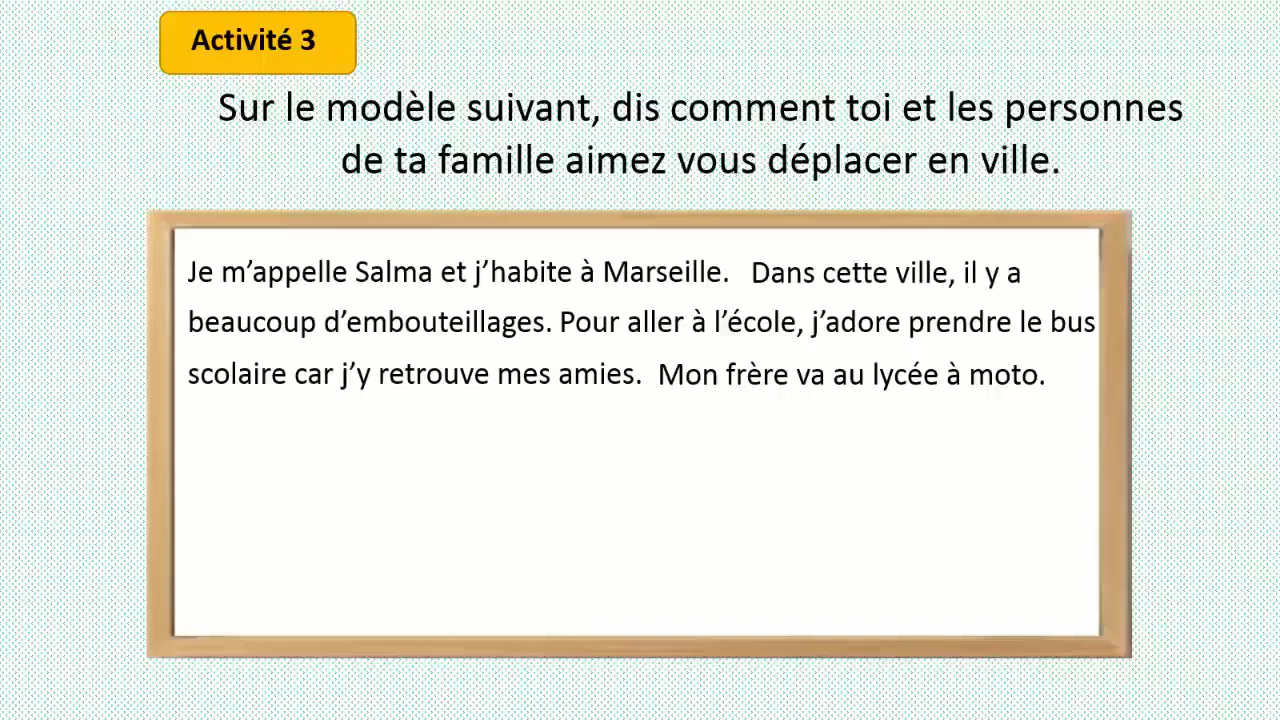 Activité 3
Sur le modèle suivant, dis comment toi et les personnes
de ta famille aimez vous déplacer en ville.
Je m’appelle Salma et j’habite à Marseille. Dans cette ville, il y a
beaucoup d’embouteillages. Pour aller à l’école, j’adore prendre le bus
scolaire car j’y retrouve mes amies. Mon frère va au lycée à moto.